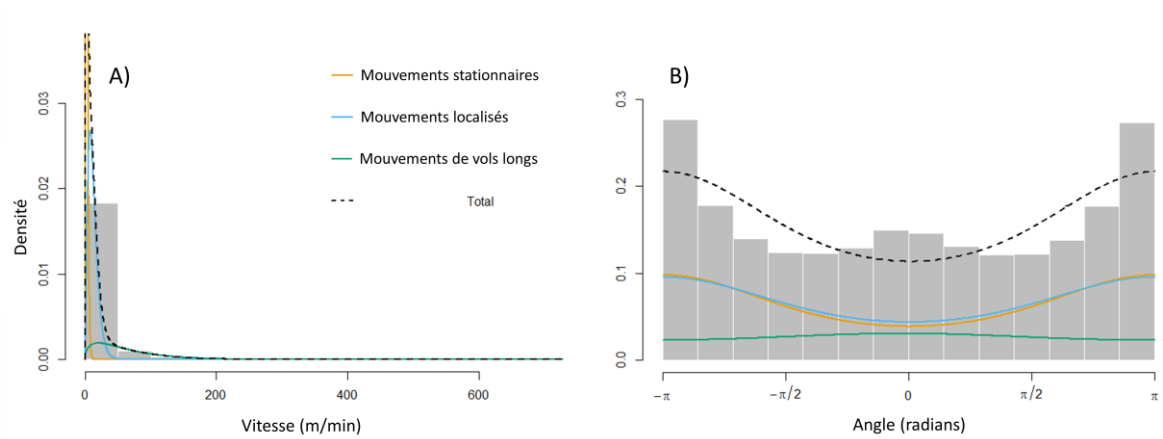 A)
Mouvements stationnaires
Mouvements localisés
Mouvements de vols longs
Total
Densité
0.03
0.02
0.01
0.00
0
200
400
600
Vitesse (m/min)
B)
0.3
0.2
0.1
0.0
−π
−π/2
0
π/2
π
Angle (radians)